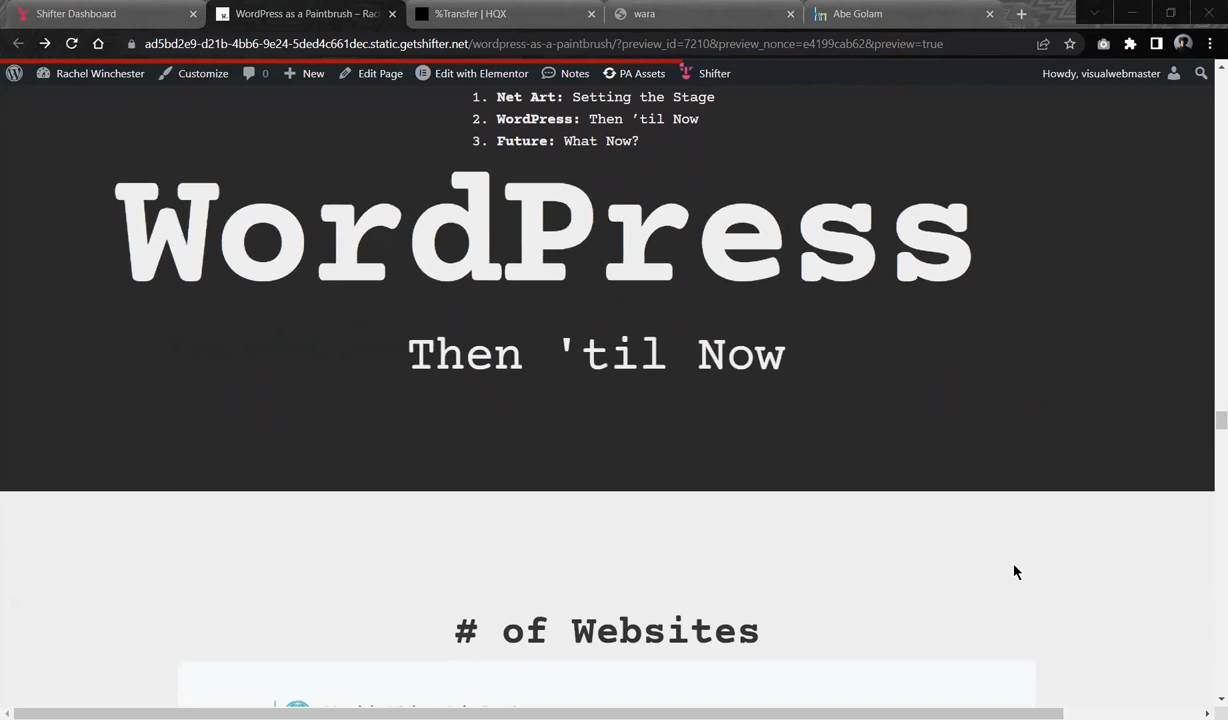 Shifter Dashboard
WordPress as a Paintbrush – Rac
%Transfer | HQX
wara
Abe Golam
ad5bd2e9-d21b-4bb6-9e24-5ded4c661dec.static.getshifter.net/wordpress-as-a-paintbrush/?preview_id=7210&preview_nonce=e4199cab62&preview=true
Rachel Winchester Customize 0 New Edit Page Edit with Elementor Notes PA Assets Shifter Howdy, visualwebmaster
1. Net Art: Setting the Stage
2. WordPress: Then ’til Now
3. Future: What Now?
WordPress
Then 'til Now
# of Websites